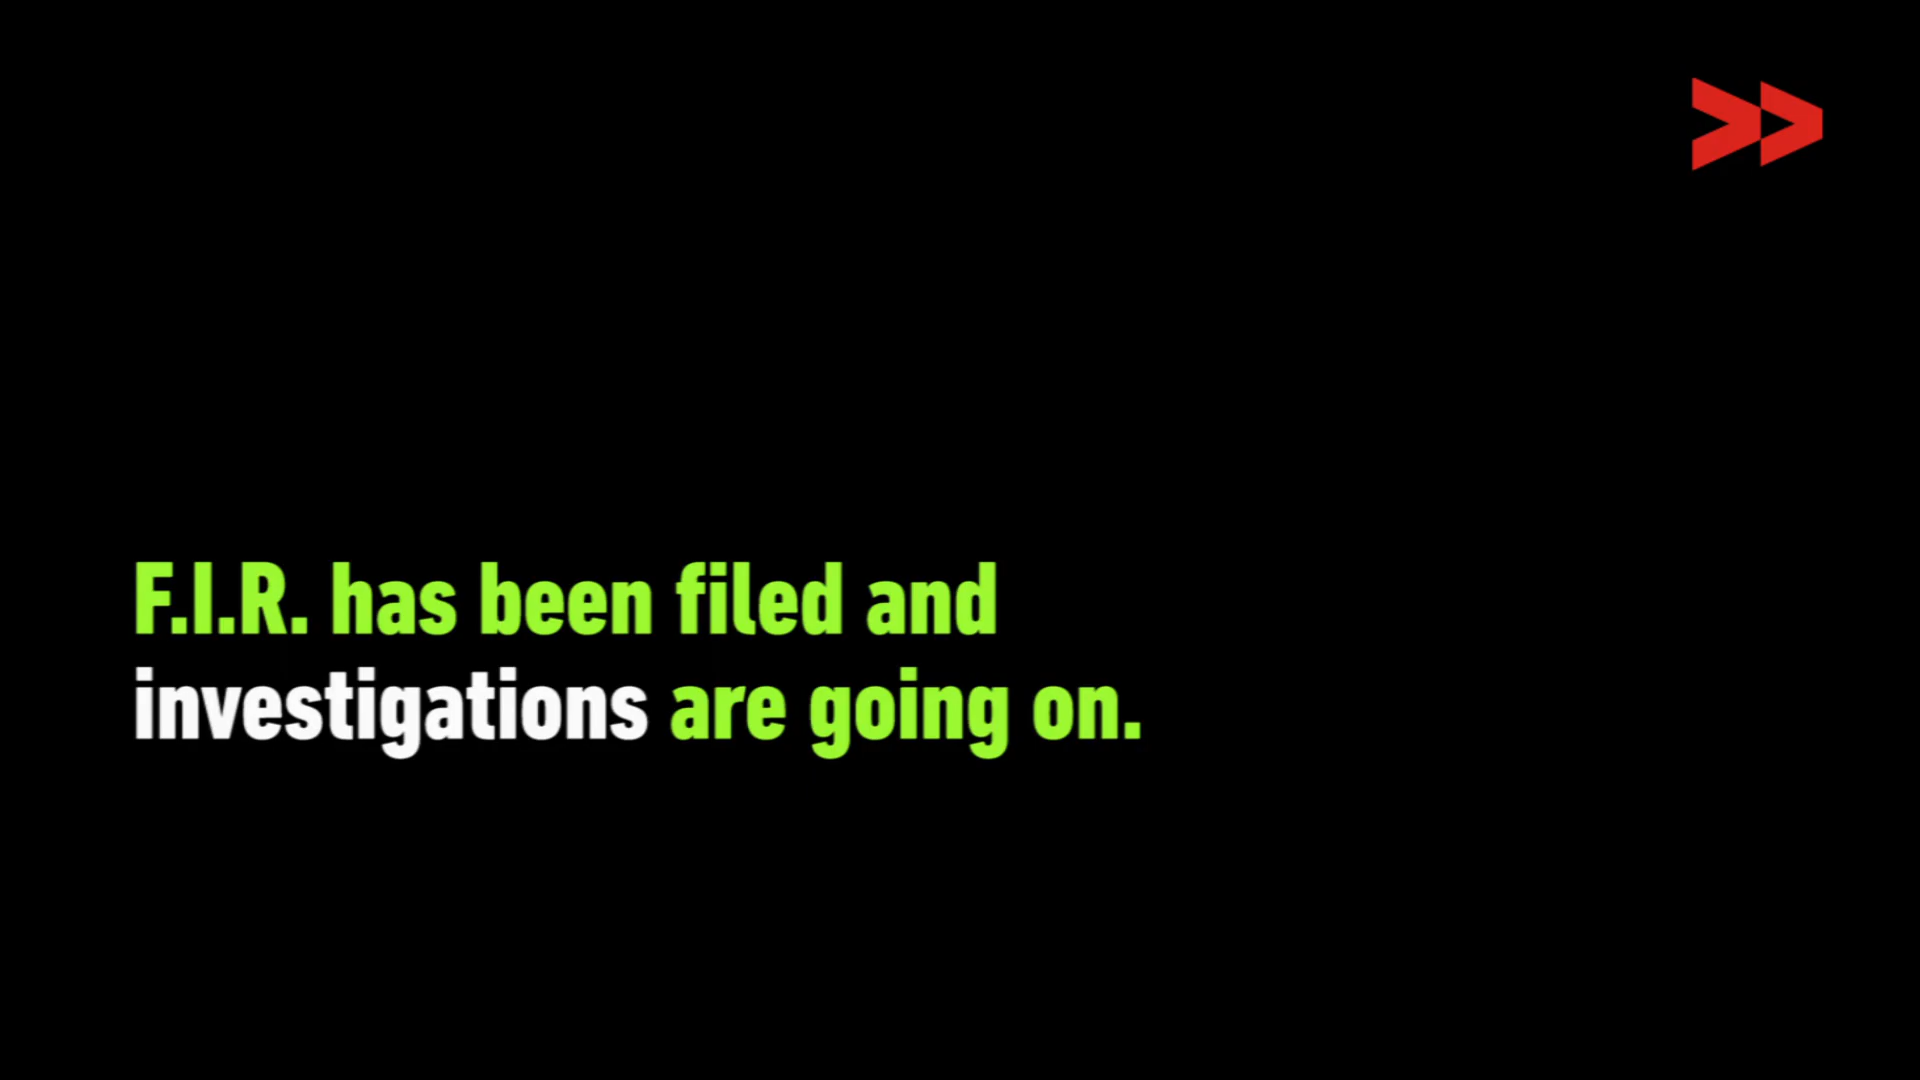 F.I.R. has been filed and
investigations are going on.